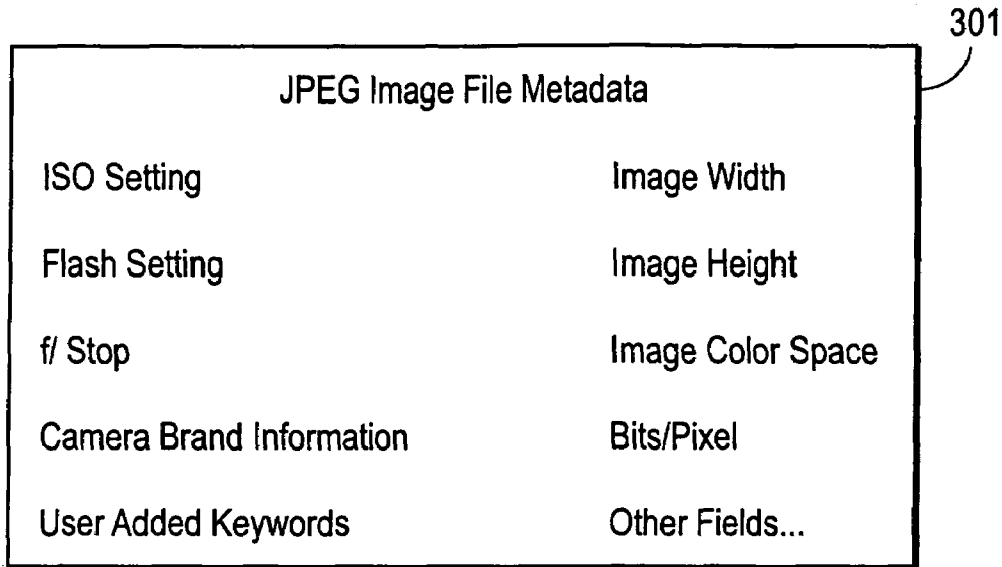 301
JPEG Image File Metadata
ISO Setting Image Width
Flash Setting Image Height
f/ Stop Image Color Space
Camera Brand Information Bits/Pixel
User Added Keywords Other Fields...